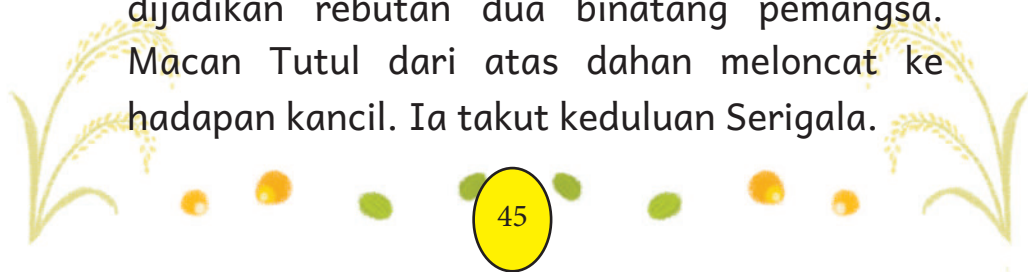 dijadikan rebutan dua binatang pemangsa.
Macan Tutul dari atas dahan meloncat ke
hadapan kancil. Ia takut keduluan Serigala.
45